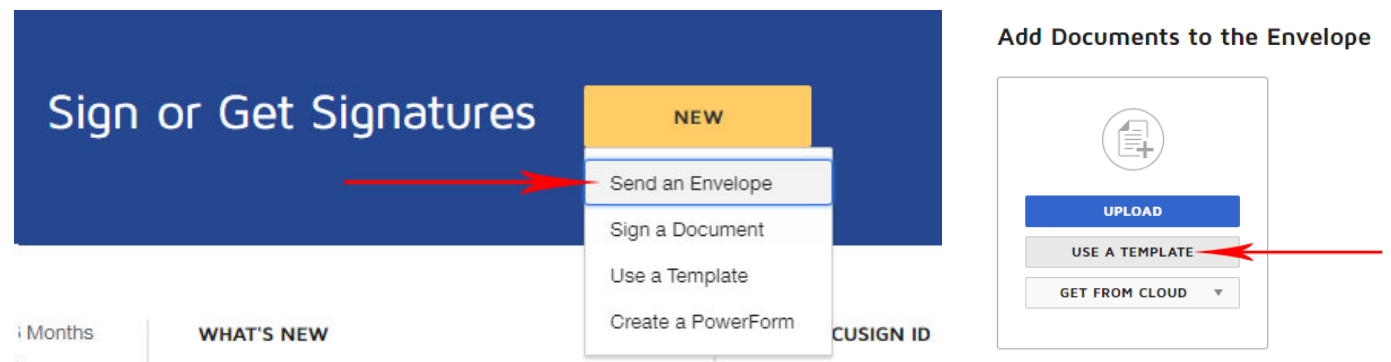 Sign or Get Signatures
NEW
Send an Envelope
Sign a Document
Use a Template
Create a PowerForm
Months
WHAT'S NEW
CUSIGN ID
Add Documents to the Envelope
UPLOAD
USE A TEMPLATE
GET FROM CLOUD